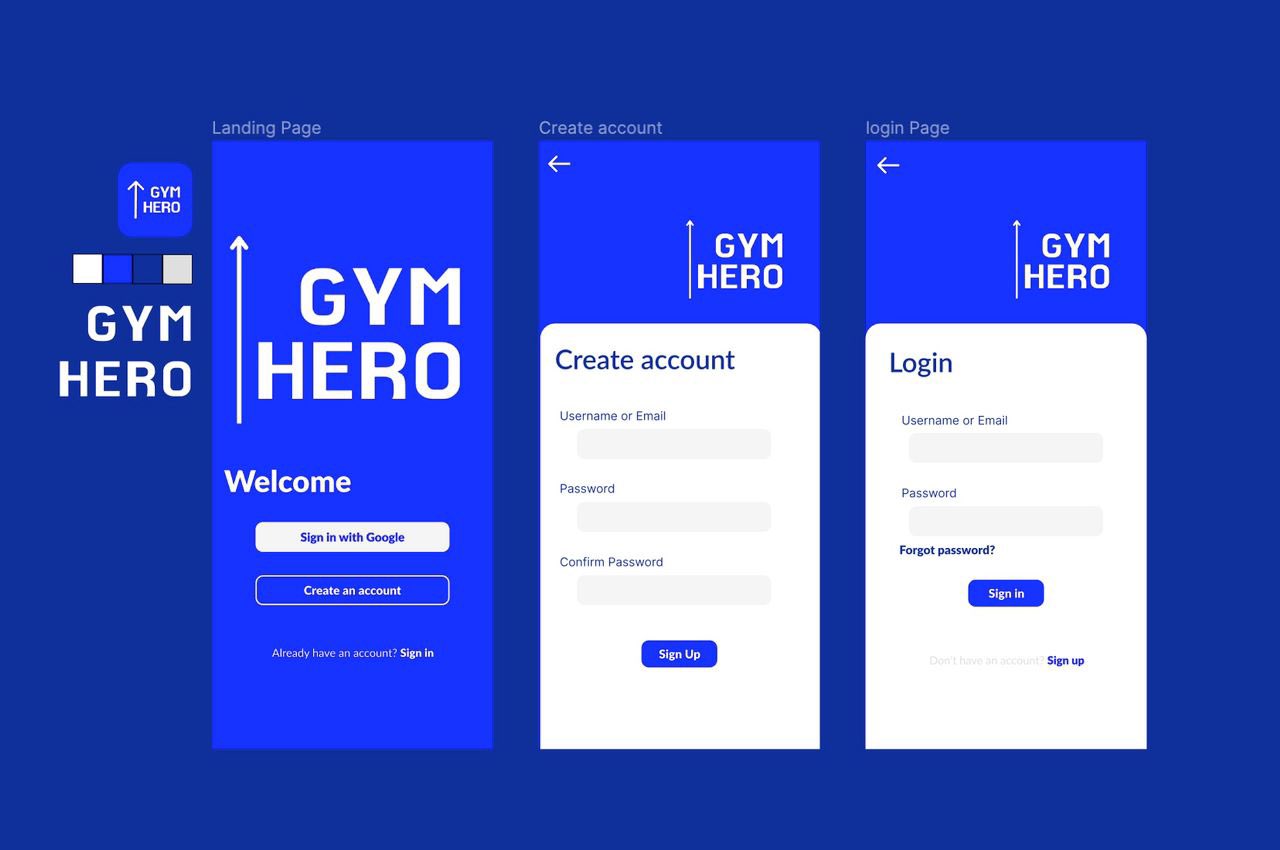 GYM
HERO
GYM
HERO
Landing Page
GYM
HERO
Welcome
Sign in with Google
Create an account
Already have an account? Sign in
Create account
GYM
HERO
Create account
Username or Email
Password
Confirm Password
Sign Up
login Page
GYM
HERO
Login
Username or Email
Password
Forgot password?
Sign in
Don't have an account? Sign up